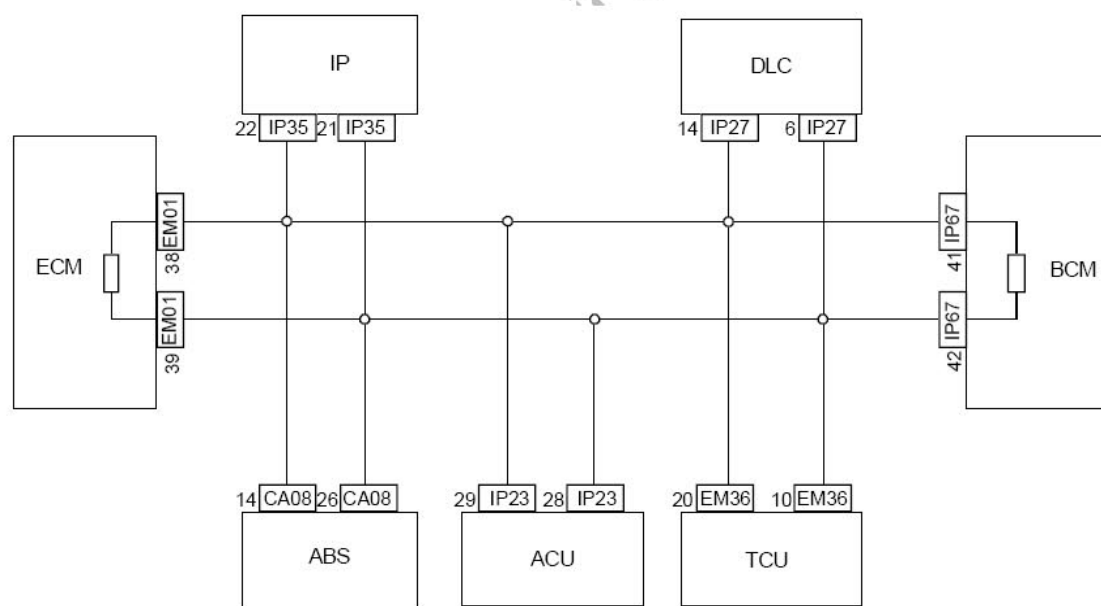 IP
DLC
22 IP35 21 IP35
14 IP27 6 IP27
ECM
EM01
38
EM01
39
IP67
41
IP67
42
BCM
14 CA08 26 CA08
29 IP23 28 IP23
20 EM36 10 EM36
ABS
ACU
TCU